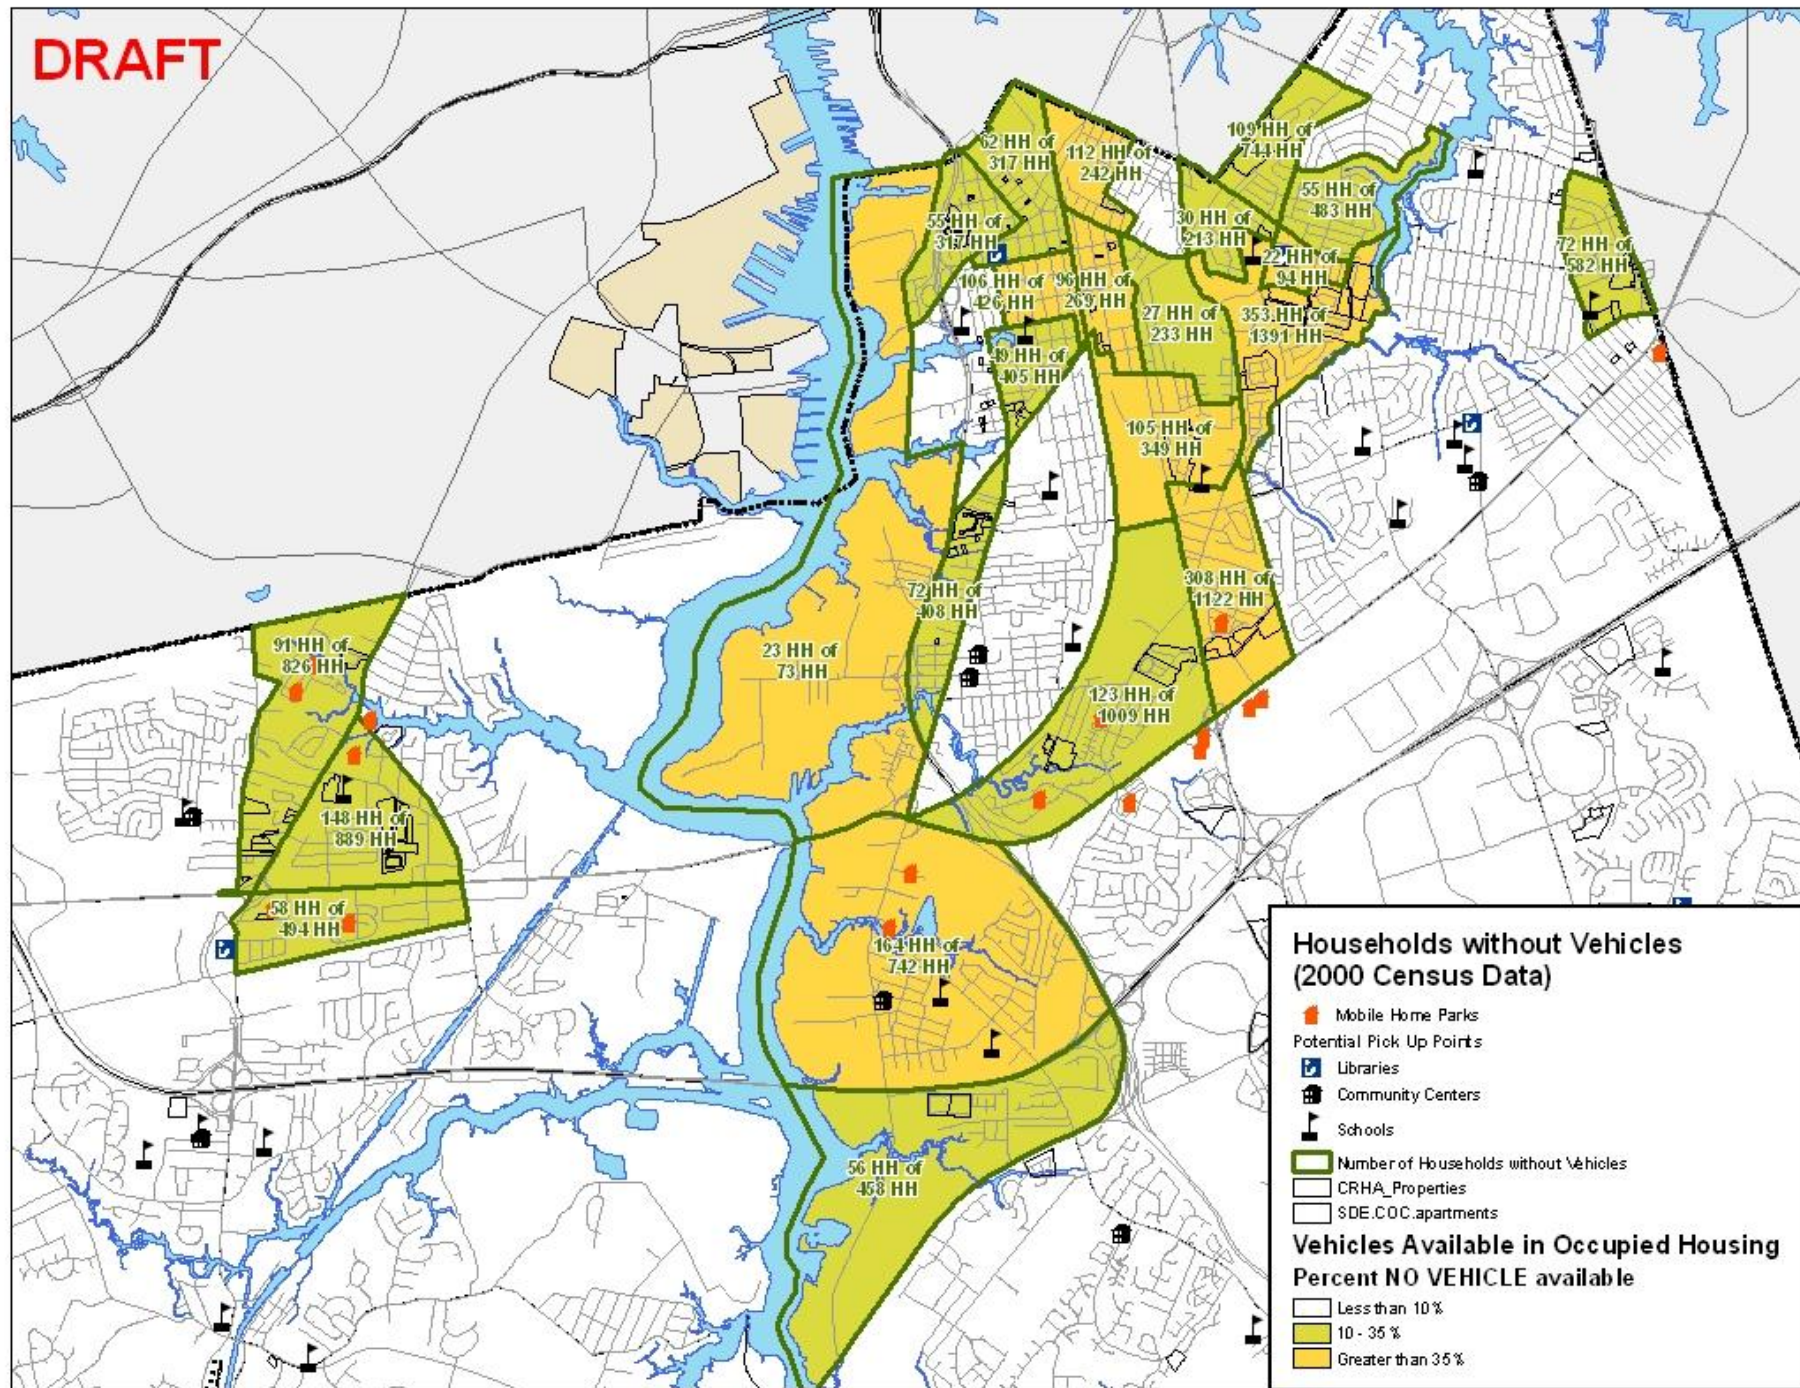 DRAFT
62 HH of
317 HH
112 HH of
242 HH
109 HH of
744 HH
55 HH of
483 HH
55 HH of
317 HH
30 HH of
213 HH
72 HH of
582 HH
22 HH of
94 HH
106 HH of
426 HH
96 HH of
269 HH
27 HH of
233 HH
353 HH of
1391 HH
49 HH of
405 HH
105 HH of
349 HH
72 HH of
408 HH
308 HH of
1122 HH
91 HH of
826 HH
23 HH of
73 HH
123 HH of
1009 HH
148 HH of
889 HH
58 HH of
494 HH
164 HH of
742 HH
56 HH of
458 HH
Households without Vehicles
(2000 Census Data)
Mobile Home Parks
Potential Pick Up Points
Libraries
Community Centers
Schools
Number of Households without Vehicles
CRHA_Properties
SDE.COC.apartments
Vehicles Available in Occupied Housing
Percent NO VEHICLE available
Less than 10%
10 - 35 %
Greater than 35%